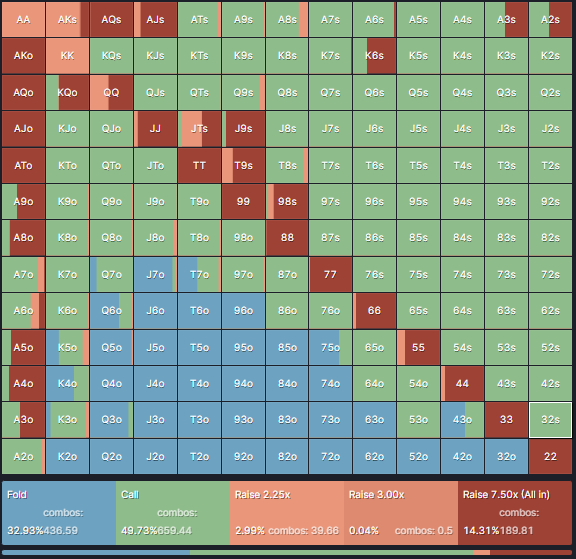 AA AKs AQs AJs ATs A9s A8s A7s A6s A5s A4s A3s A2s
AKo KK KQs KJs KTs K9s K8s K7s K6s K5s K4s K3s K2s
AQo KQo QQ QJs QTs Q9s Q8s Q7s Q6s Q5s Q4s Q3s Q2s
AJo KJo QJo JJ JTs J9s J8s J7s J6s J5s J4s J3s J2s
ATo KTo QTo JTo TT T9s T8s T7s T6s T5s T4s T3s T2s
A9o K9o Q9o J9o T9o 99 98s 97s 96s 95s 94s 93s 92s
A8o K8o Q8o J8o T8o 98o 88 87s 86s 85s 84s 83s 82s
A7o K7o Q7o J7o T7o 97o 87o 77 76s 75s 74s 73s 72s
A6o K6o Q6o J6o T6o 96o 86o 76o 66 65s 64s 63s 62s
A5o K5o Q5o J5o T5o 95o 85o 75o 65o 55 54s 53s 52s
A4o K4o Q4o J4o T4o 94o 84o 74o 64o 54o 44 43s 42s
A3o K3o Q3o J3o T3o 93o 83o 73o 63o 53o 43o 33 32s
A2o K2o Q2o J2o T2o 92o 82o 72o 62o 52o 42o 32o 22
Fold Call Raise 2.25x Raise 3.00x Raise 7.50x (All in)
combos: combos: combos:
32.93%436.59 49.73%659.44 2.99% combos: 39.66 0.04% combos: 0.5 14.31%189.81